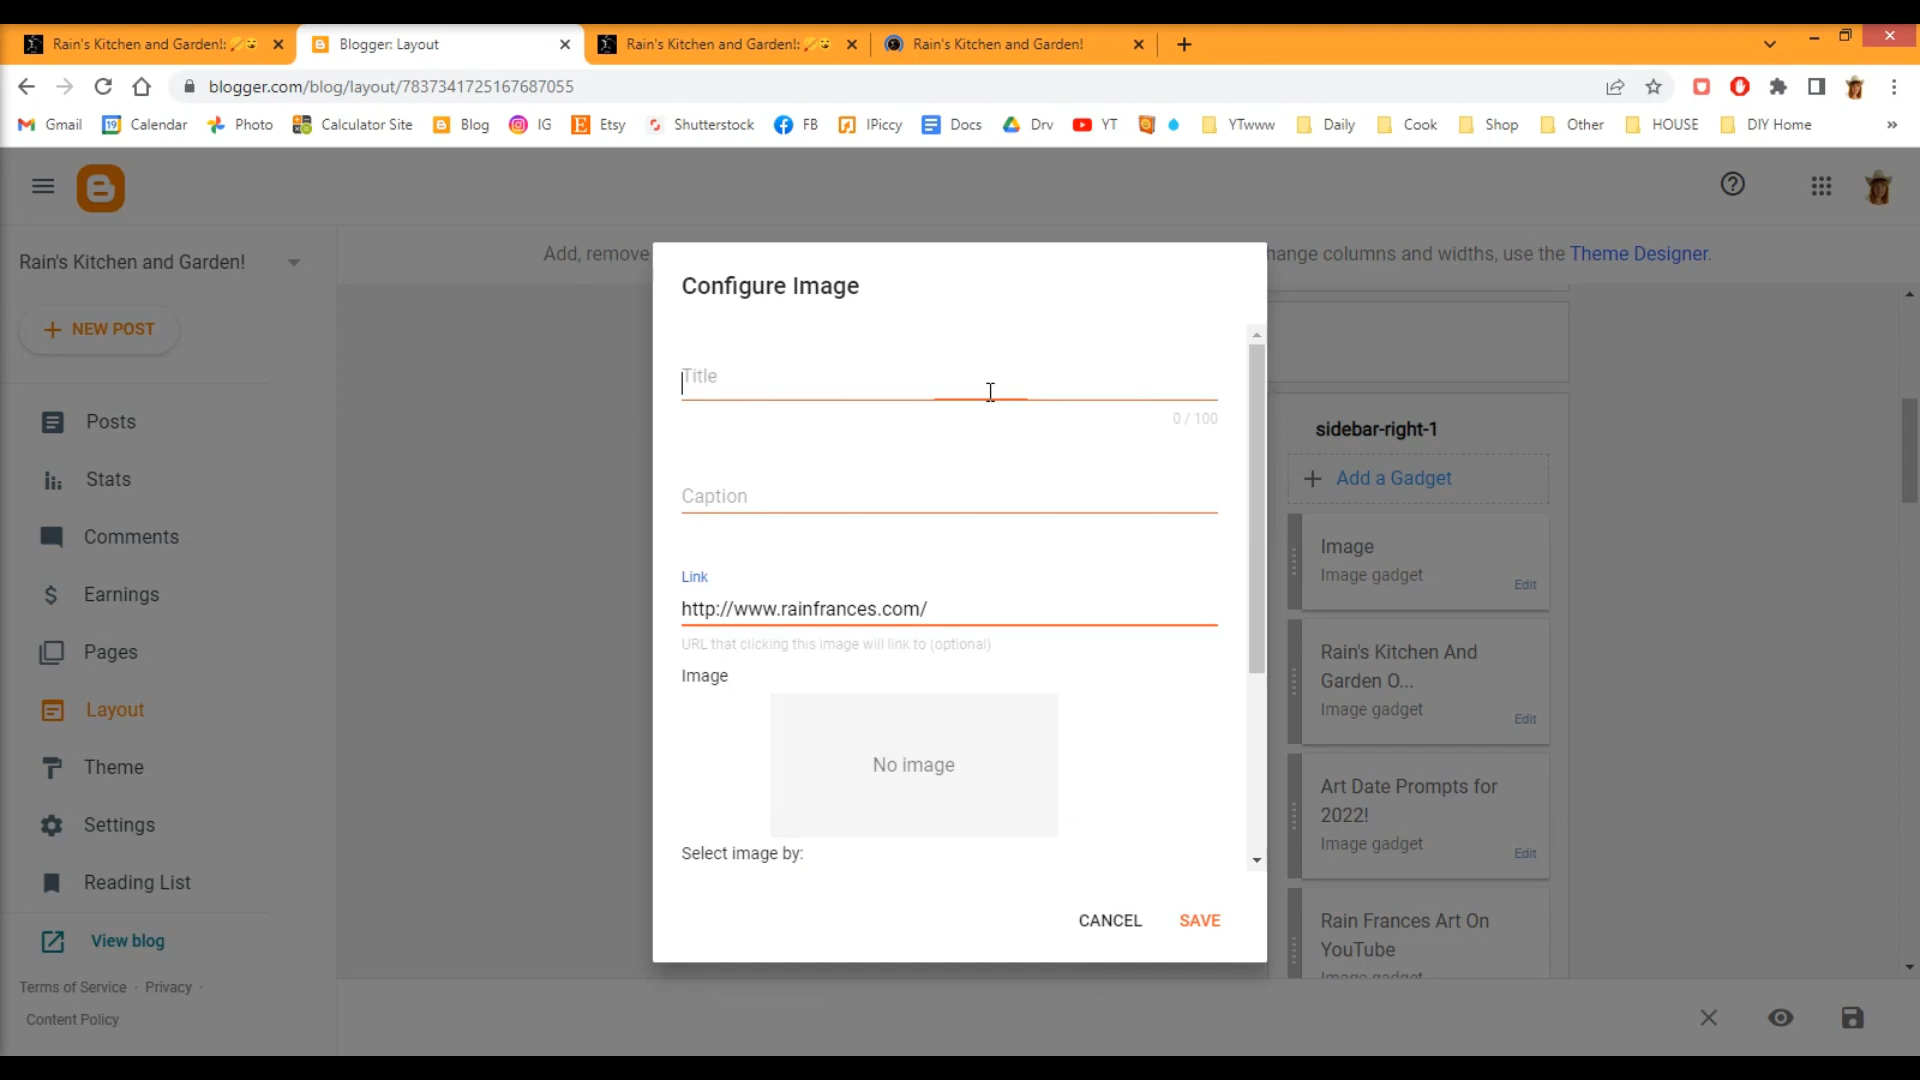 Rain's Kitchen and Garden!:
Blogger: Layout
Rain's Kitchen and Garden!:
Rain's Kitchen and Garden!
blogger.com/blog/layout/7837341725167687055
Gmail
19
Calendar
Photo
Calculator Site
Blog
IG
E
Etsy
Shutterstock
FB
IPiccy
Docs
Drv
YT
YTwww
Daily
Cook
Shop
Other
HOUSE
DIY Home
»
Rain's Kitchen and Garden!
NEW POST
Posts
Stats
Comments
$ Earnings
Pages
Layout
Theme
Settings
Reading List
View blog
Terms of Service · Privacy ·
Content Policy
Add, remove
hange columns and widths, use the Theme Designer.
Configure Image
Title
0 / 100
Caption
Link
http://www.rainfrances.com/
URL that clicking this image will link to (optional)
Image
No image
Select image by:
CANCEL
SAVE
sidebar-right-1
+ Add a Gadget
Image
Image gadget
Edit
Rain's Kitchen And
Garden O...
Image gadget
Edit
Art Date Prompts for
2022!
Image gadget
Edit
Rain Frances Art On
YouTube
Image gadget